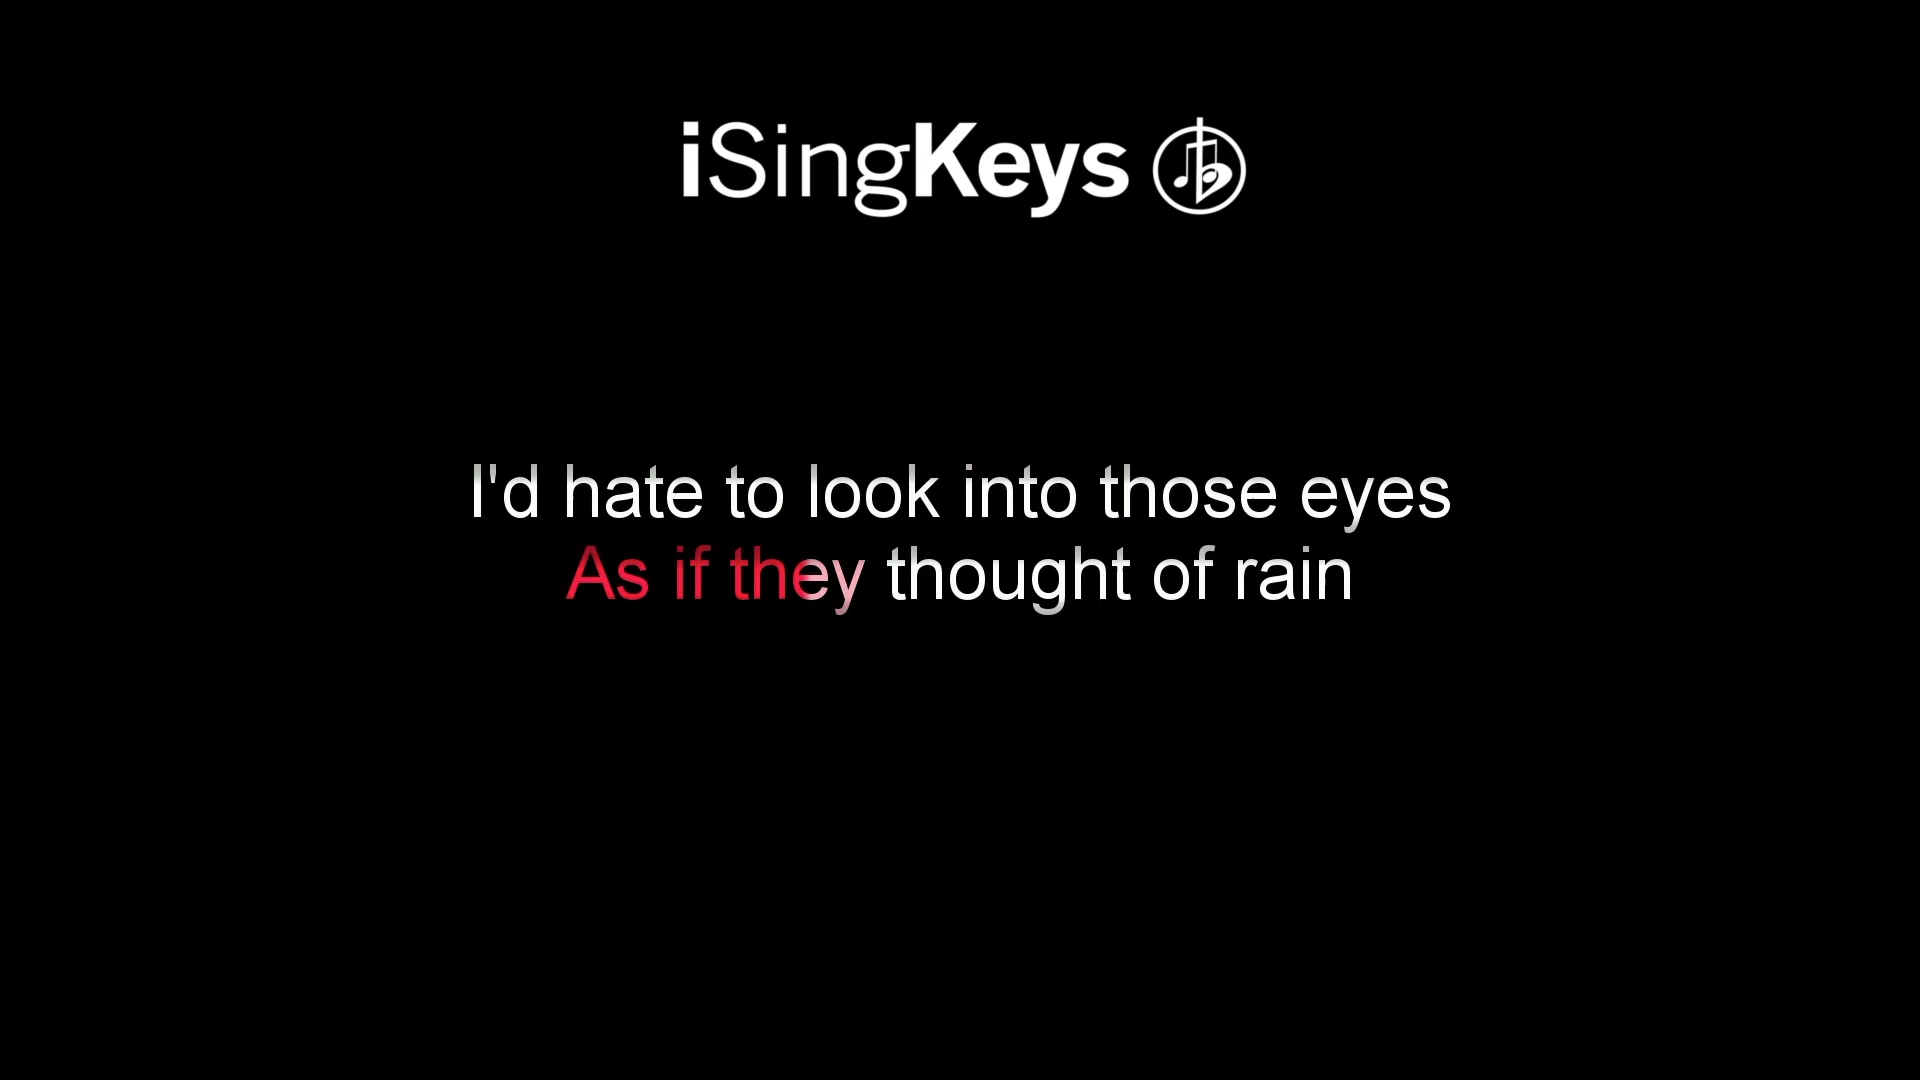 iSingKeys
I'd hate to look into those eyes
As if they thought of rain